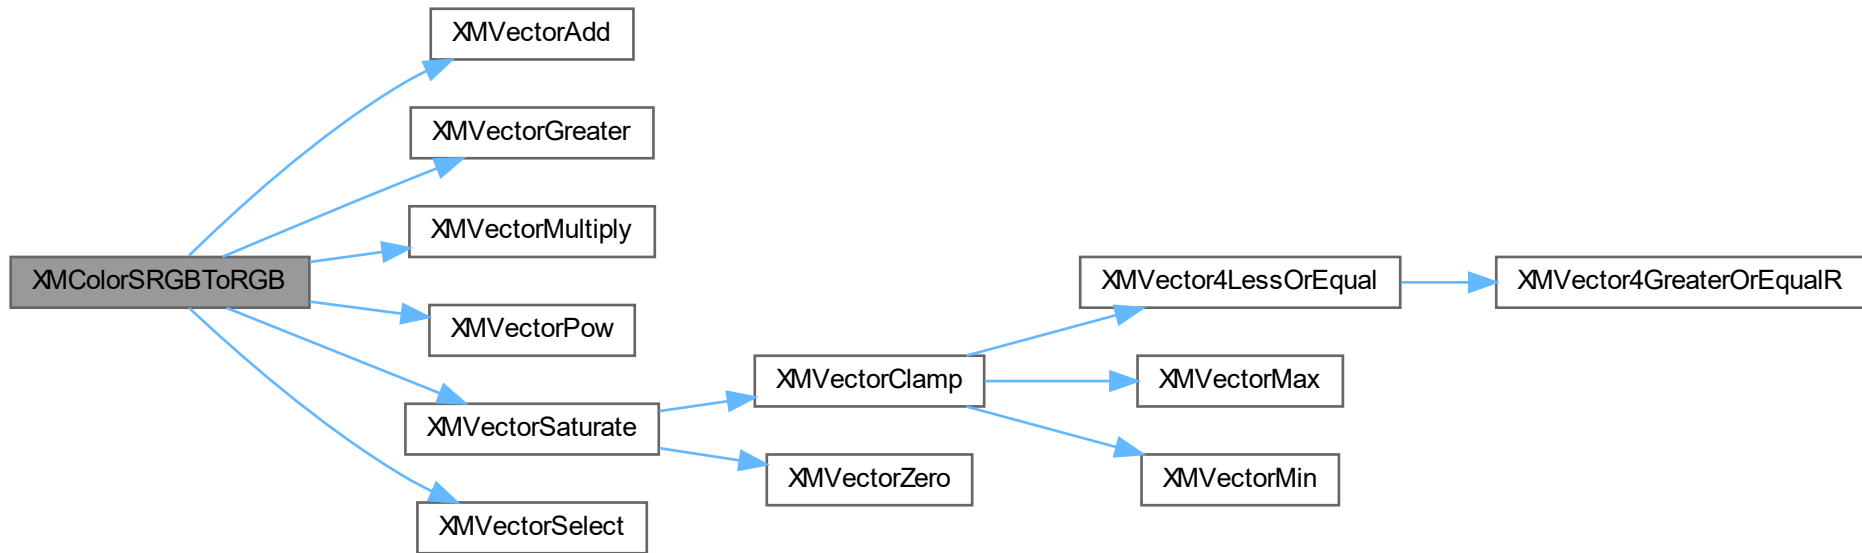 XMVectorAdd
XMVectorGreater
XMVectorMultiply
XMColorSRGBToRGB
XMVector4LessOrEqual
XMVector4GreaterOrEqualR
XMVectorPow
XMVectorClamp
XMVectorMax
XMVectorSaturate
XMVectorZero
XMVectorMin
XMVectorSelect